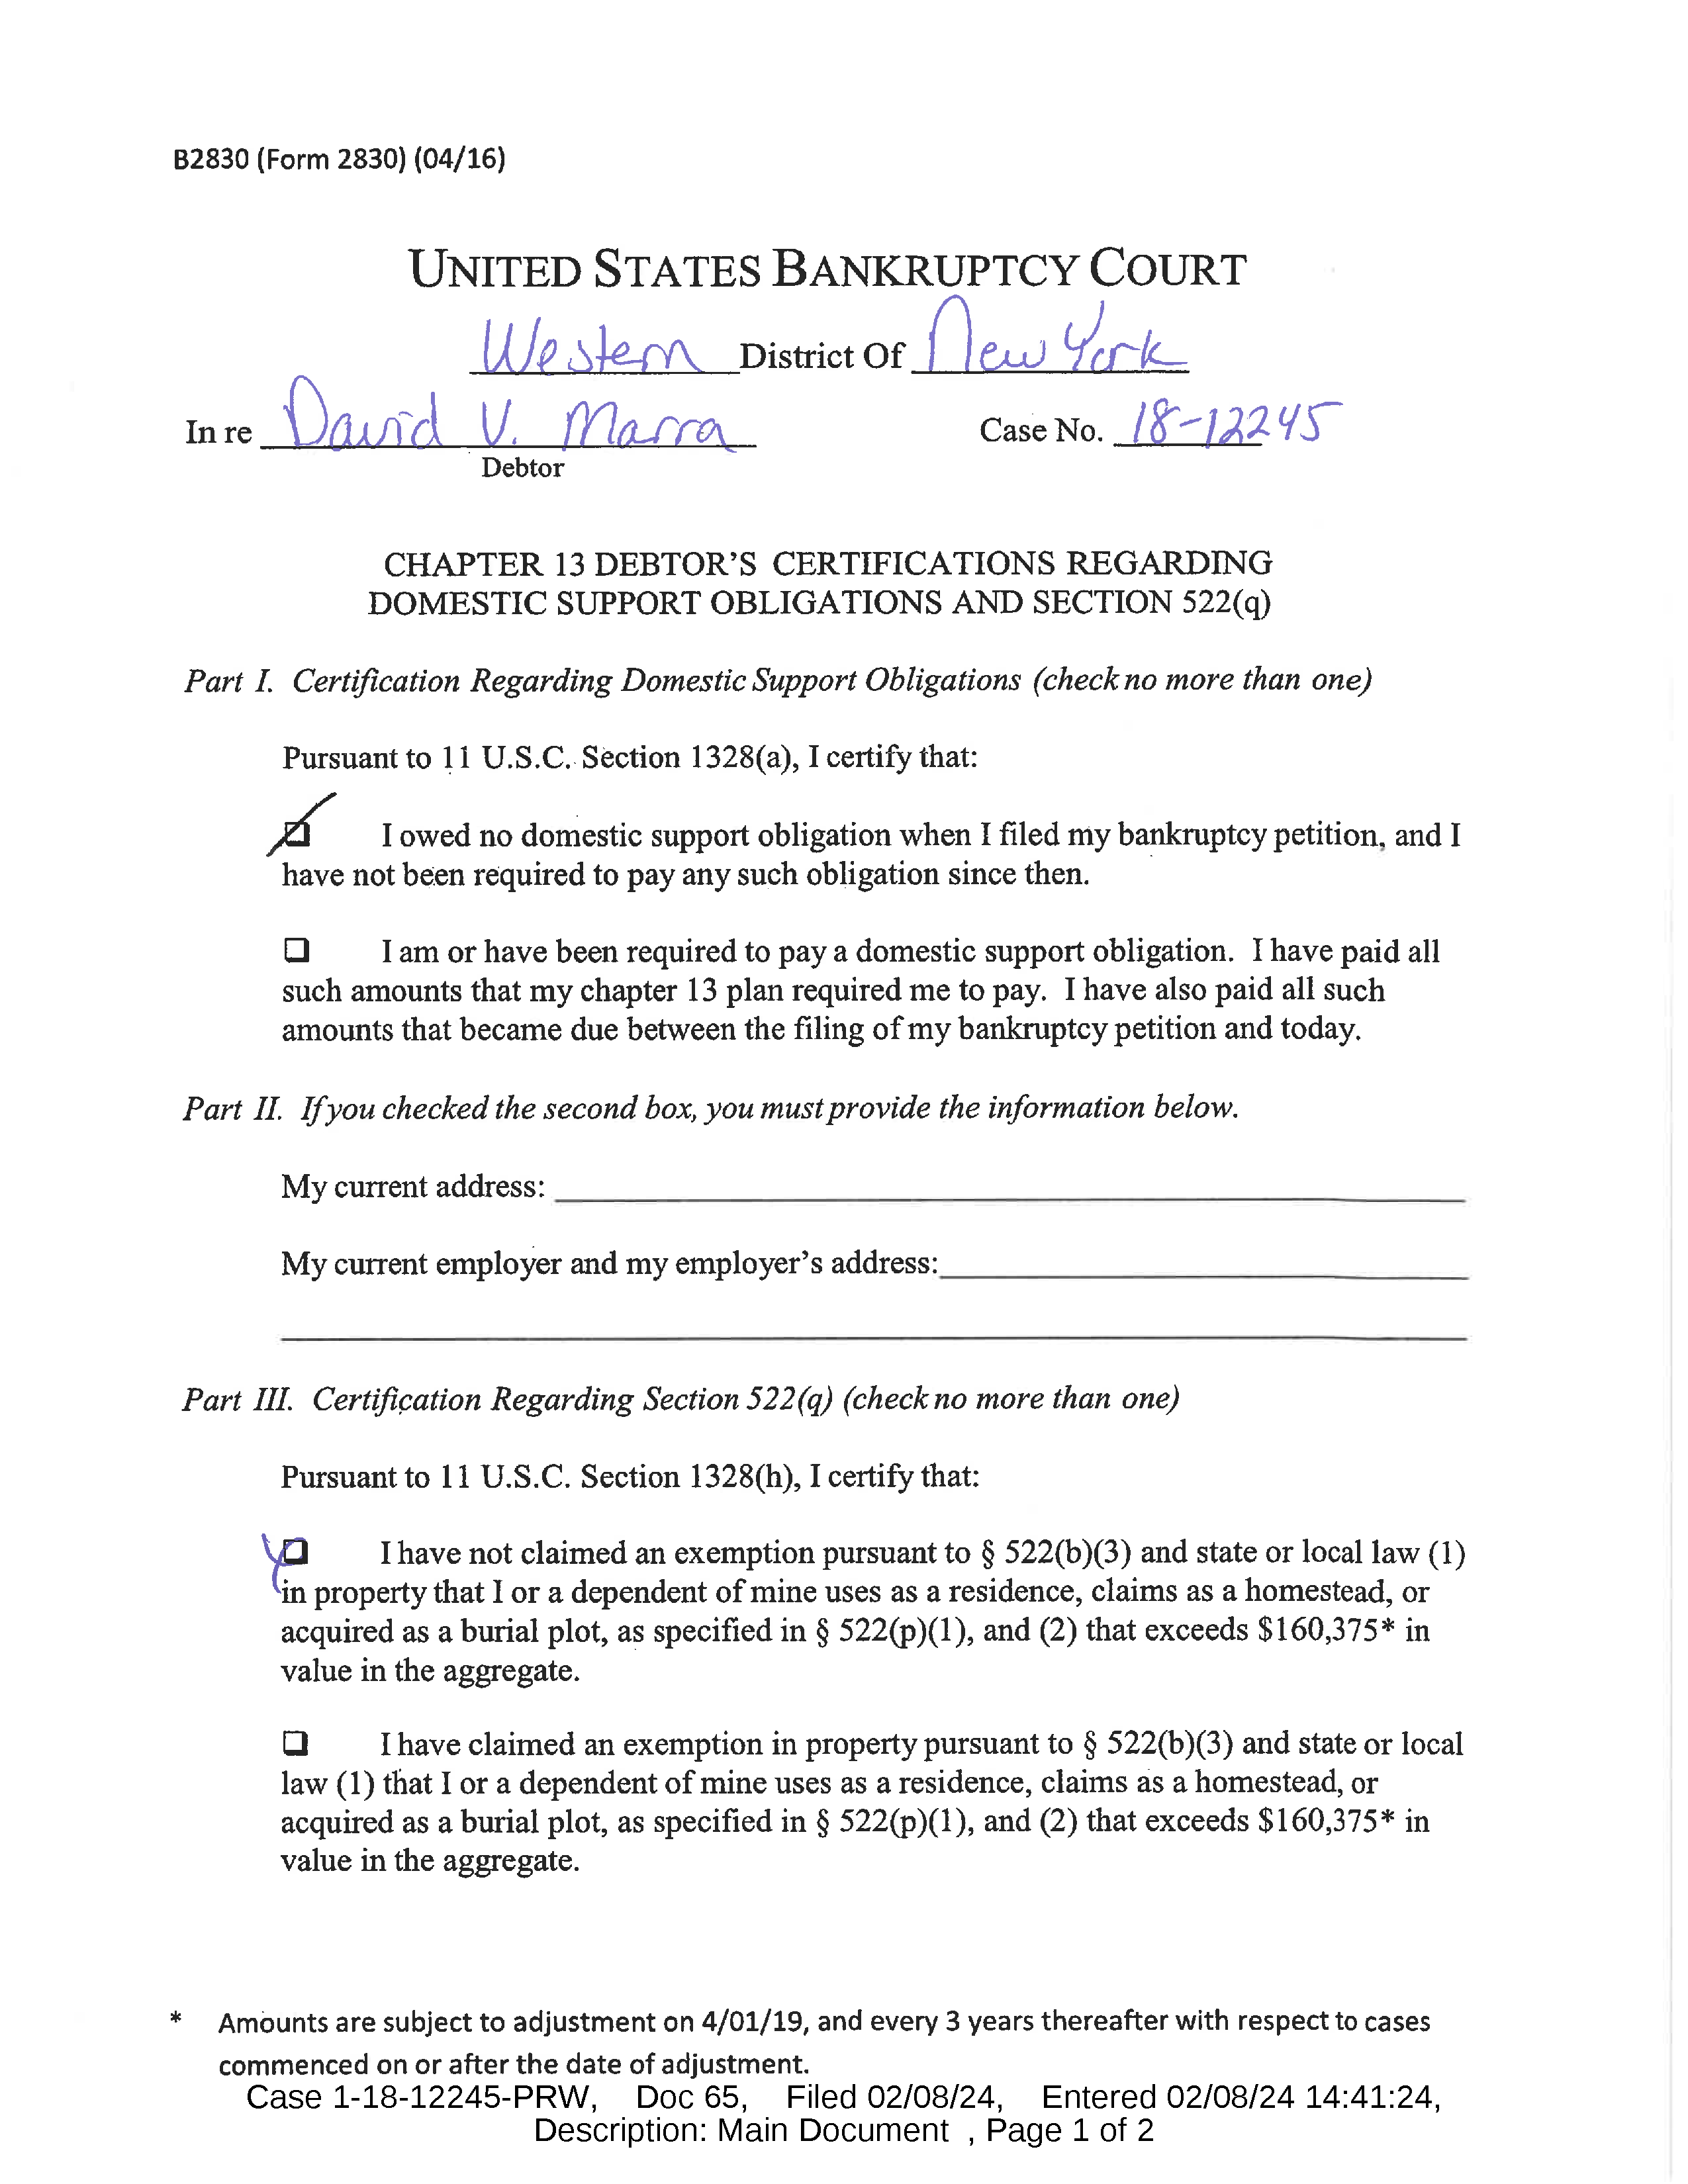 B2830 (Form 2830) (04/16)
UNITED STATES BANKRUPTCY COURT
Western District Of New York
In re David V. Marra Case No. 18-12245
Debtor
CHAPTER 13 DEBTOR'S CERTIFICATIONS REGARDING
DOMESTIC SUPPORT OBLIGATIONS AND SECTION 522(q)
Part I. Certification Regarding Domestic Support Obligations (check no more than one)
Pursuant to 11 U.S.C. Section 1328(a), I certify that:
I owed no domestic support obligation when I filed my bankruptcy petition, and I
have not been required to pay any such obligation since then.
I am or have been required to pay a domestic support obligation. I have paid all
such amounts that my chapter 13 plan required me to pay. I have also paid all such
amounts that became due between the filing of my bankruptcy petition and today.
Part II. If you checked the second box, you must provide the information below.
My current address:
My current employer and my employer's address:
Part III. Certification Regarding Section 522(q) (check no more than one)
Pursuant to 11 U.S.C. Section 1328(h), I certify that:
I have not claimed an exemption pursuant to § 522(b)(3) and state or local law (1)
in property that I or a dependent of mine uses as a residence, claims as a homestead, or
acquired as a burial plot, as specified in § 522(p)(1), and (2) that exceeds $160,375* in
value in the aggregate.
I have claimed an exemption in property pursuant to § 522(b)(3) and state or local
law (1) that I or a dependent of mine uses as a residence, claims as a homestead, or
acquired as a burial plot, as specified in § 522(p)(1), and (2) that exceeds $160,375* in
value in the aggregate.
* Amounts are subject to adjustment on 4/01/19, and every 3 years thereafter with respect to cases
commenced on or after the date of adjustment.
Case 1-18-12245-PRW, Doc 65, Filed 02/08/24, Entered 02/08/24 14:41:24,
Description: Main Document , Page 1 of 2